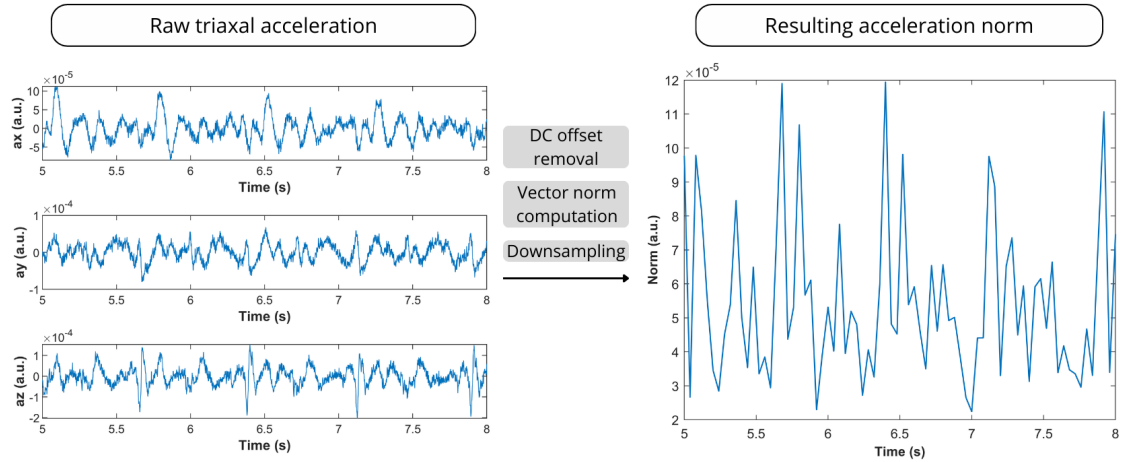 Raw triaxal acceleration
×10⁻⁵
10
5
0
-5
ax (a.u.)
5 5.5 6 6.5 7 7.5 8
Time (s)
×10⁻⁴
1
0
-1
ay (a.u.)
5 5.5 6 6.5 7 7.5 8
Time (s)
×10⁻⁴
1
0
-1
-2
az (a.u.)
5 5.5 6 6.5 7 7.5 8
Time (s)
DC offset
removal
Vector norm
computation
Downsampling
Resulting acceleration norm
×10⁻⁵
12
11
10
9
8
7
6
5
4
3
2
Norm (a.u.)
5 5.5 6 6.5 7 7.5 8
Time (s)